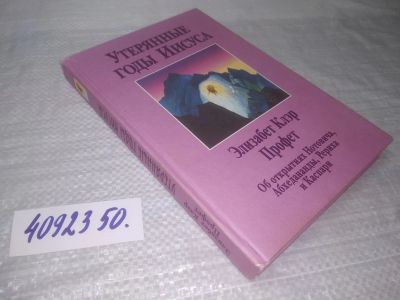 Утерянные
годы Иисуса
Элизабет Клэр
Профет
Об открытиях Нотовича,
Абхедананды, Рериха
и Каспари
40923 50.